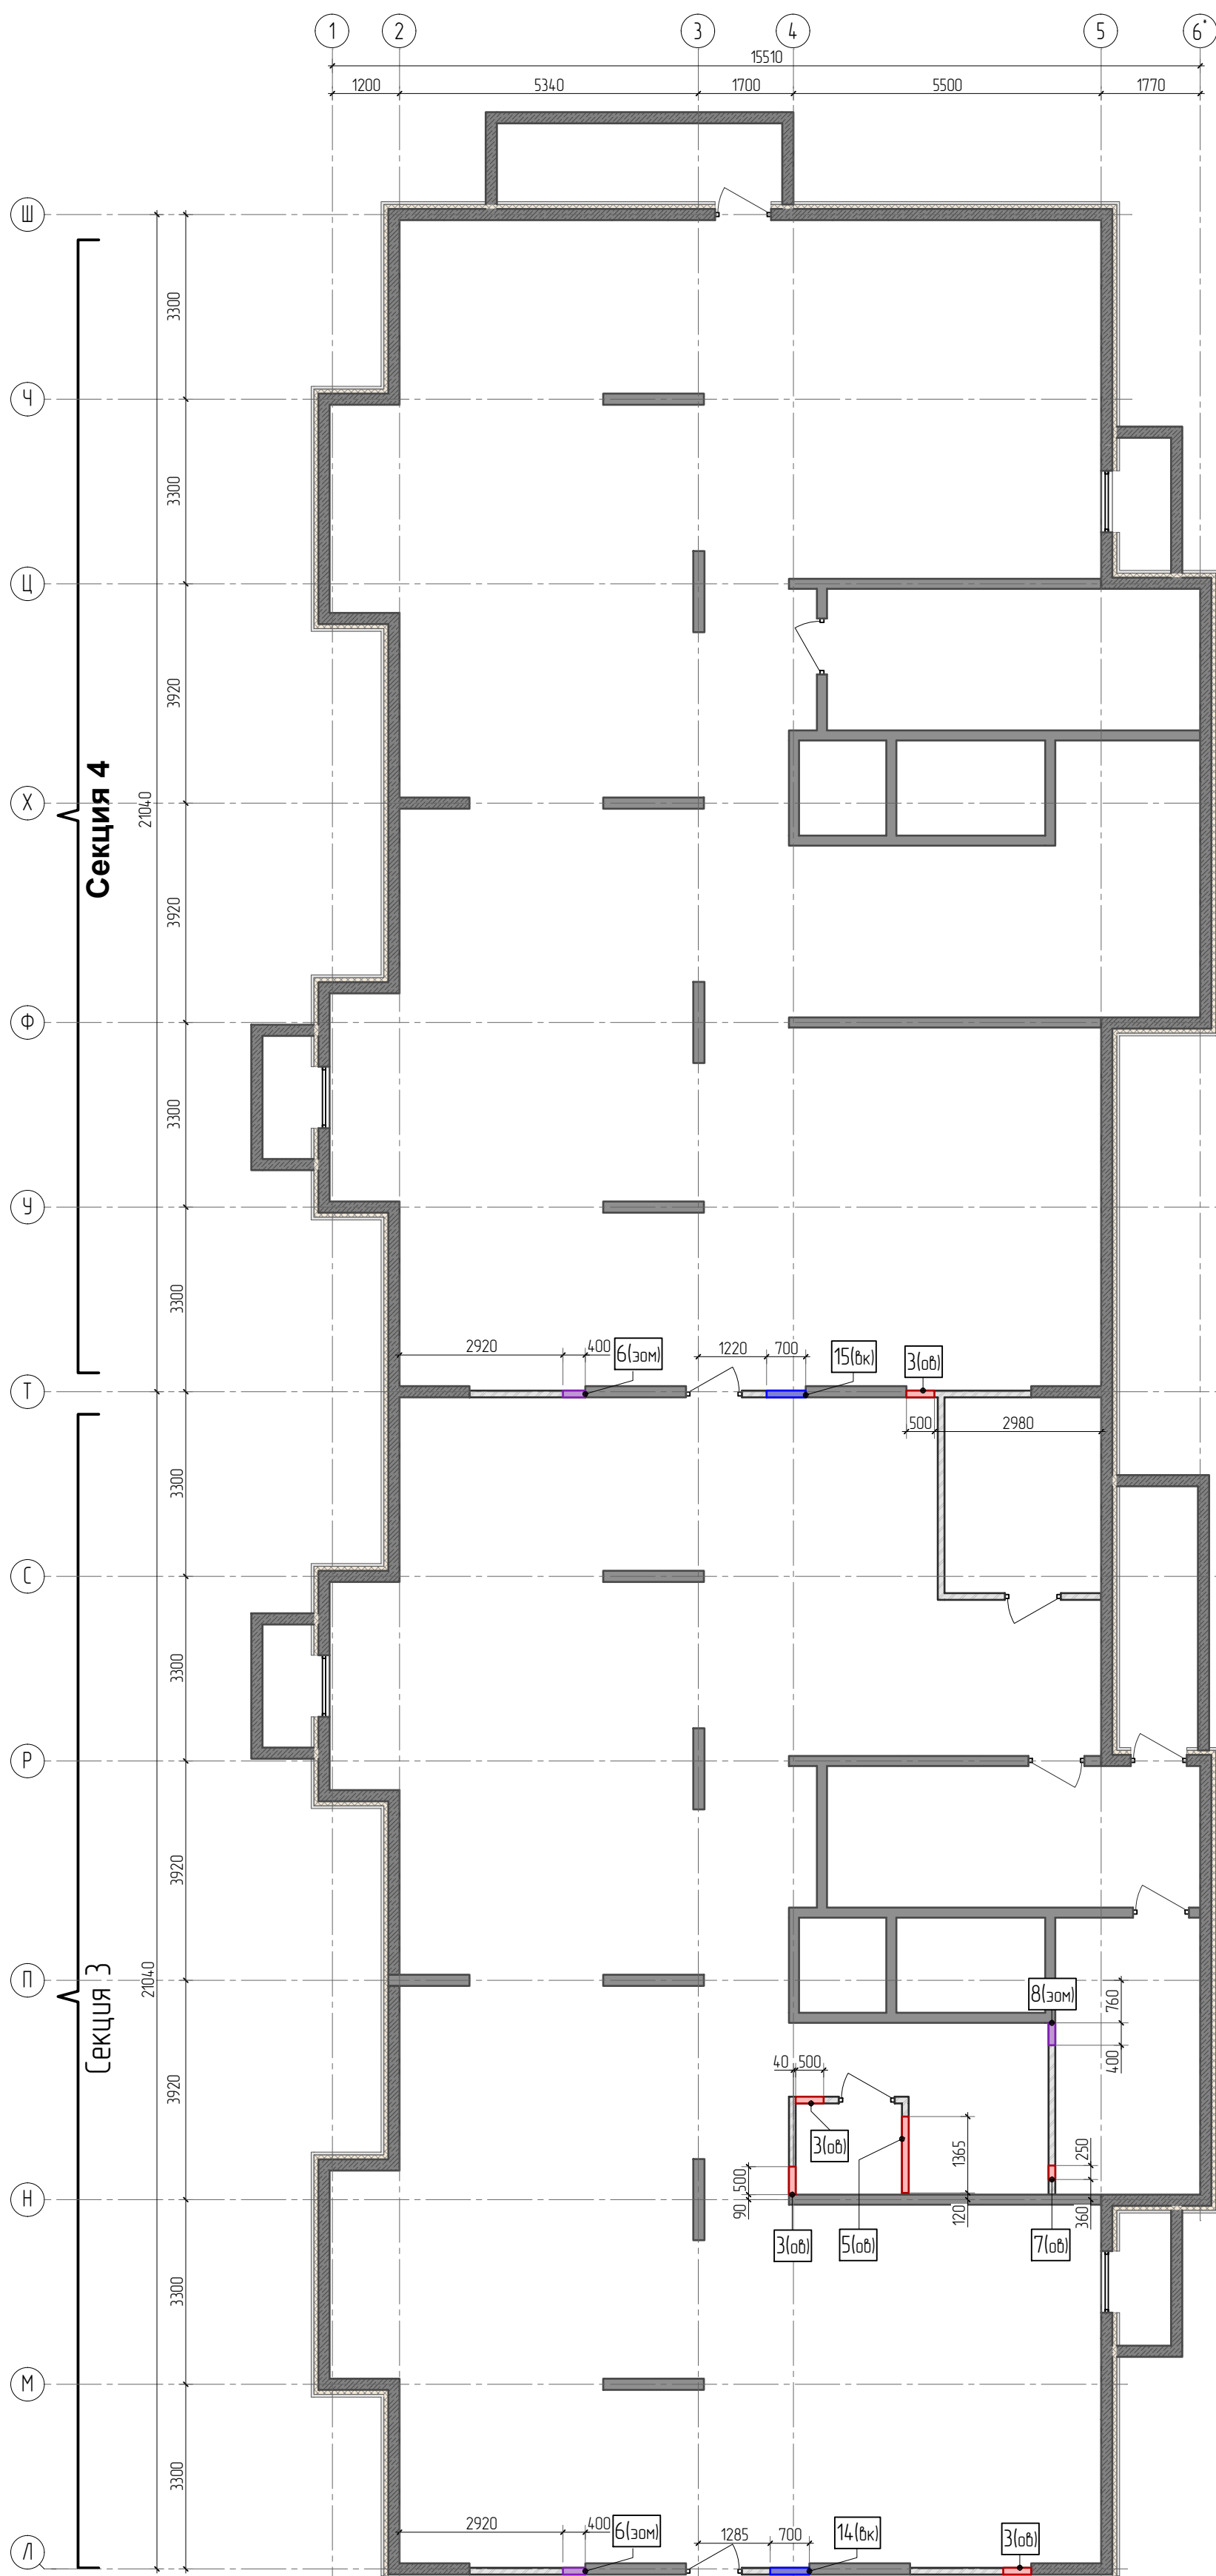 1 2 3 4 5 6*
15510
1200 5340 1700 5500 1770
Ш
3300
Ч
3300
Ц
3920
Х
Секция 4
21040
3920
Ф
3300
У
3300
2920 400 6(эом) 1220 700 15(вк) 3(ов)
Т
500 2980
3300
С
3300
Р
3920
П
Секция 3
21040
8(эом)
760
400
3920
40 500
3(ов)
1365
250
500
90
Н
120
360
3(ов) 5(ов) 7(ов)
3300
М
3300
2920 400 6(эом) 1285 700 14(вк) 3(ов)
Л